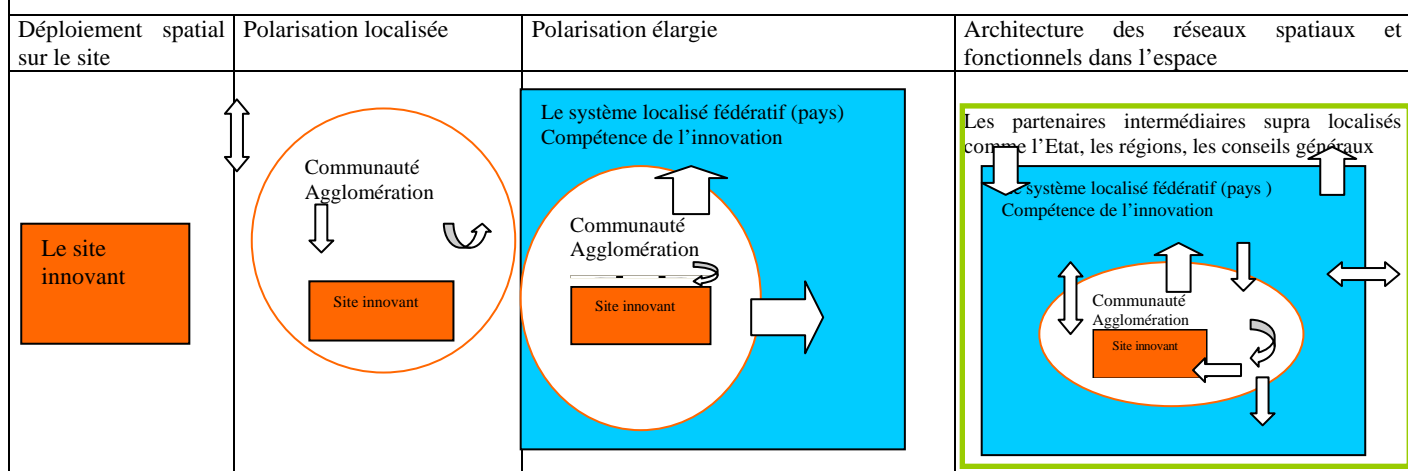 Déploiement spatial
sur le site
Polarisation localisée
Polarisation élargie
Architecture des réseaux spatiaux et
fonctionnels dans l’espace
Le site
innovant
Communauté
Agglomération
Site innovant
Le système localisé fédératif (pays)
Compétence de l’innovation
Communauté
Agglomération
Site innovant
Les partenaires intermédiaires supra localisés
comme l’Etat, les régions, les conseils généraux
système localisé fédératif (pays )
Compétence de l’innovation
Communauté
Agglomération
Site innovant